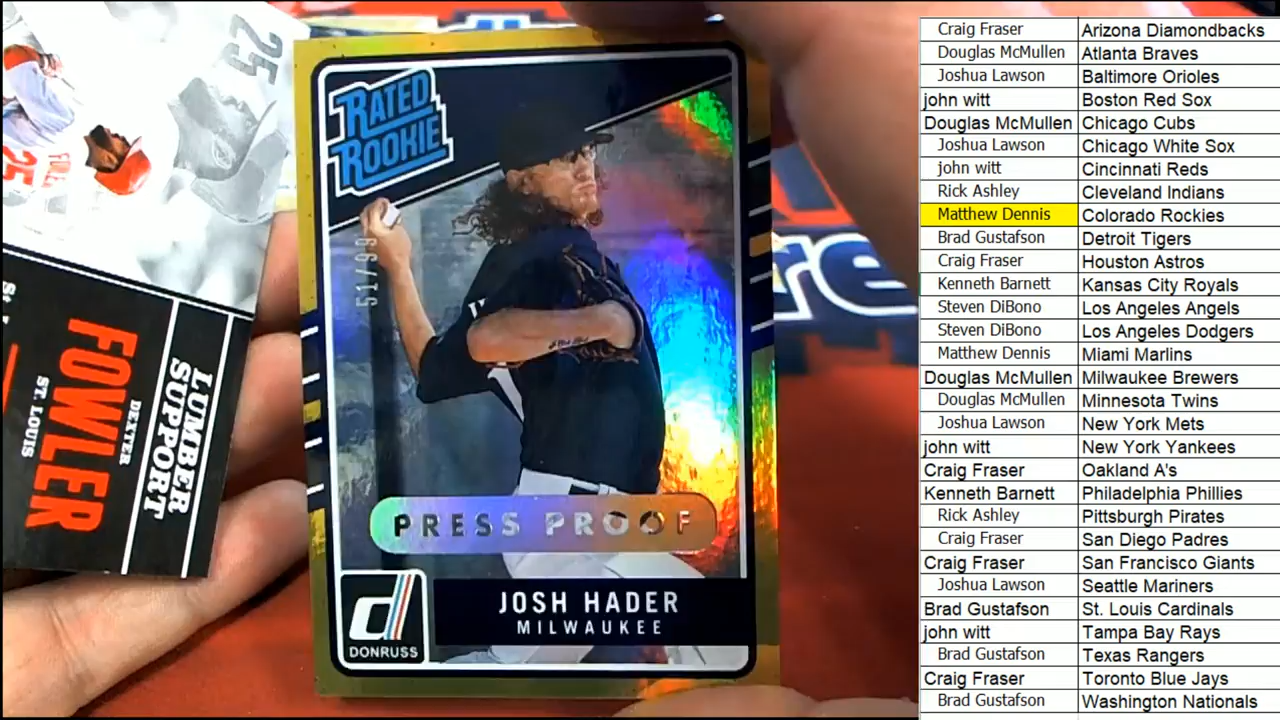 25
25
LUMBER
SUPPORT
DEXTER
FOWLER
ST. LOUIS
RATED
ROOKIE
51/99
PRESS PROOF
JOSH HADER
MILWAUKEE
d
DONRUSS
re
Craig Fraser Arizona Diamondbacks
Douglas McMullen Atlanta Braves
Joshua Lawson Baltimore Orioles
john witt Boston Red Sox
Douglas McMullen Chicago Cubs
Joshua Lawson Chicago White Sox
john witt Cincinnati Reds
Rick Ashley Cleveland Indians
Matthew Dennis Colorado Rockies
Brad Gustafson Detroit Tigers
Craig Fraser Houston Astros
Kenneth Barnett Kansas City Royals
Steven DiBono Los Angeles Angels
Steven DiBono Los Angeles Dodgers
Matthew Dennis Miami Marlins
Douglas McMullen Milwaukee Brewers
Douglas McMullen Minnesota Twins
Joshua Lawson New York Mets
john witt New York Yankees
Craig Fraser Oakland A's
Kenneth Barnett Philadelphia Phillies
Rick Ashley Pittsburgh Pirates
Craig Fraser San Diego Padres
Craig Fraser San Francisco Giants
Joshua Lawson Seattle Mariners
Brad Gustafson St. Louis Cardinals
john witt Tampa Bay Rays
Brad Gustafson Texas Rangers
Craig Fraser Toronto Blue Jays
Brad Gustafson Washington Nationals